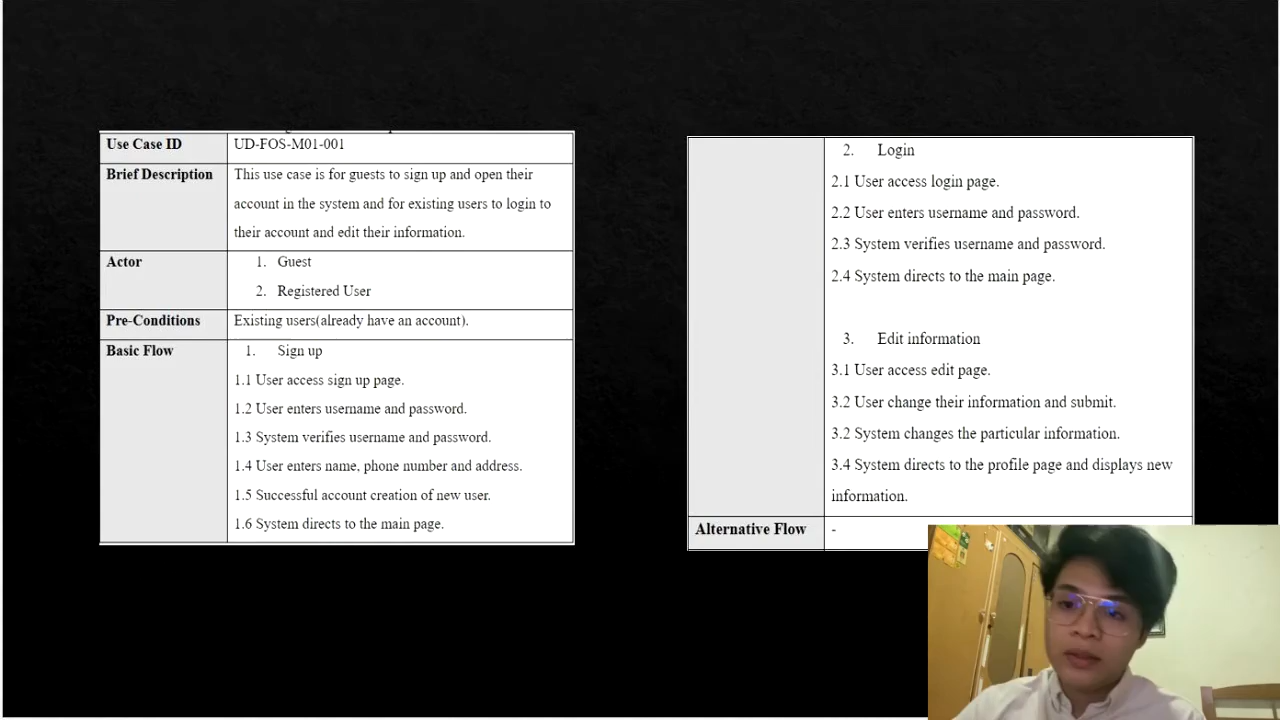 Use Case ID
UD-FOS-M01-001
Brief Description
This use case is for guests to sign up and open their
account in the system and for existing users to login to
their account and edit their information.
Actor
1. Guest
2. Registered User
Pre-Conditions
Existing users(already have an account).
Basic Flow
1. Sign up
1.1 User access sign up page.
1.2 User enters username and password.
1.3 System verifies username and password.
1.4 User enters name, phone number and address.
1.5 Successful account creation of new user.
1.6 System directs to the main page.
2. Login
2.1 User access login page.
2.2 User enters username and password.
2.3 System verifies username and password.
2.4 System directs to the main page.
3. Edit information
3.1 User access edit page.
3.2 User change their information and submit.
3.2 System changes the particular information.
3.4 System directs to the profile page and displays new
information.
Alternative Flow
-